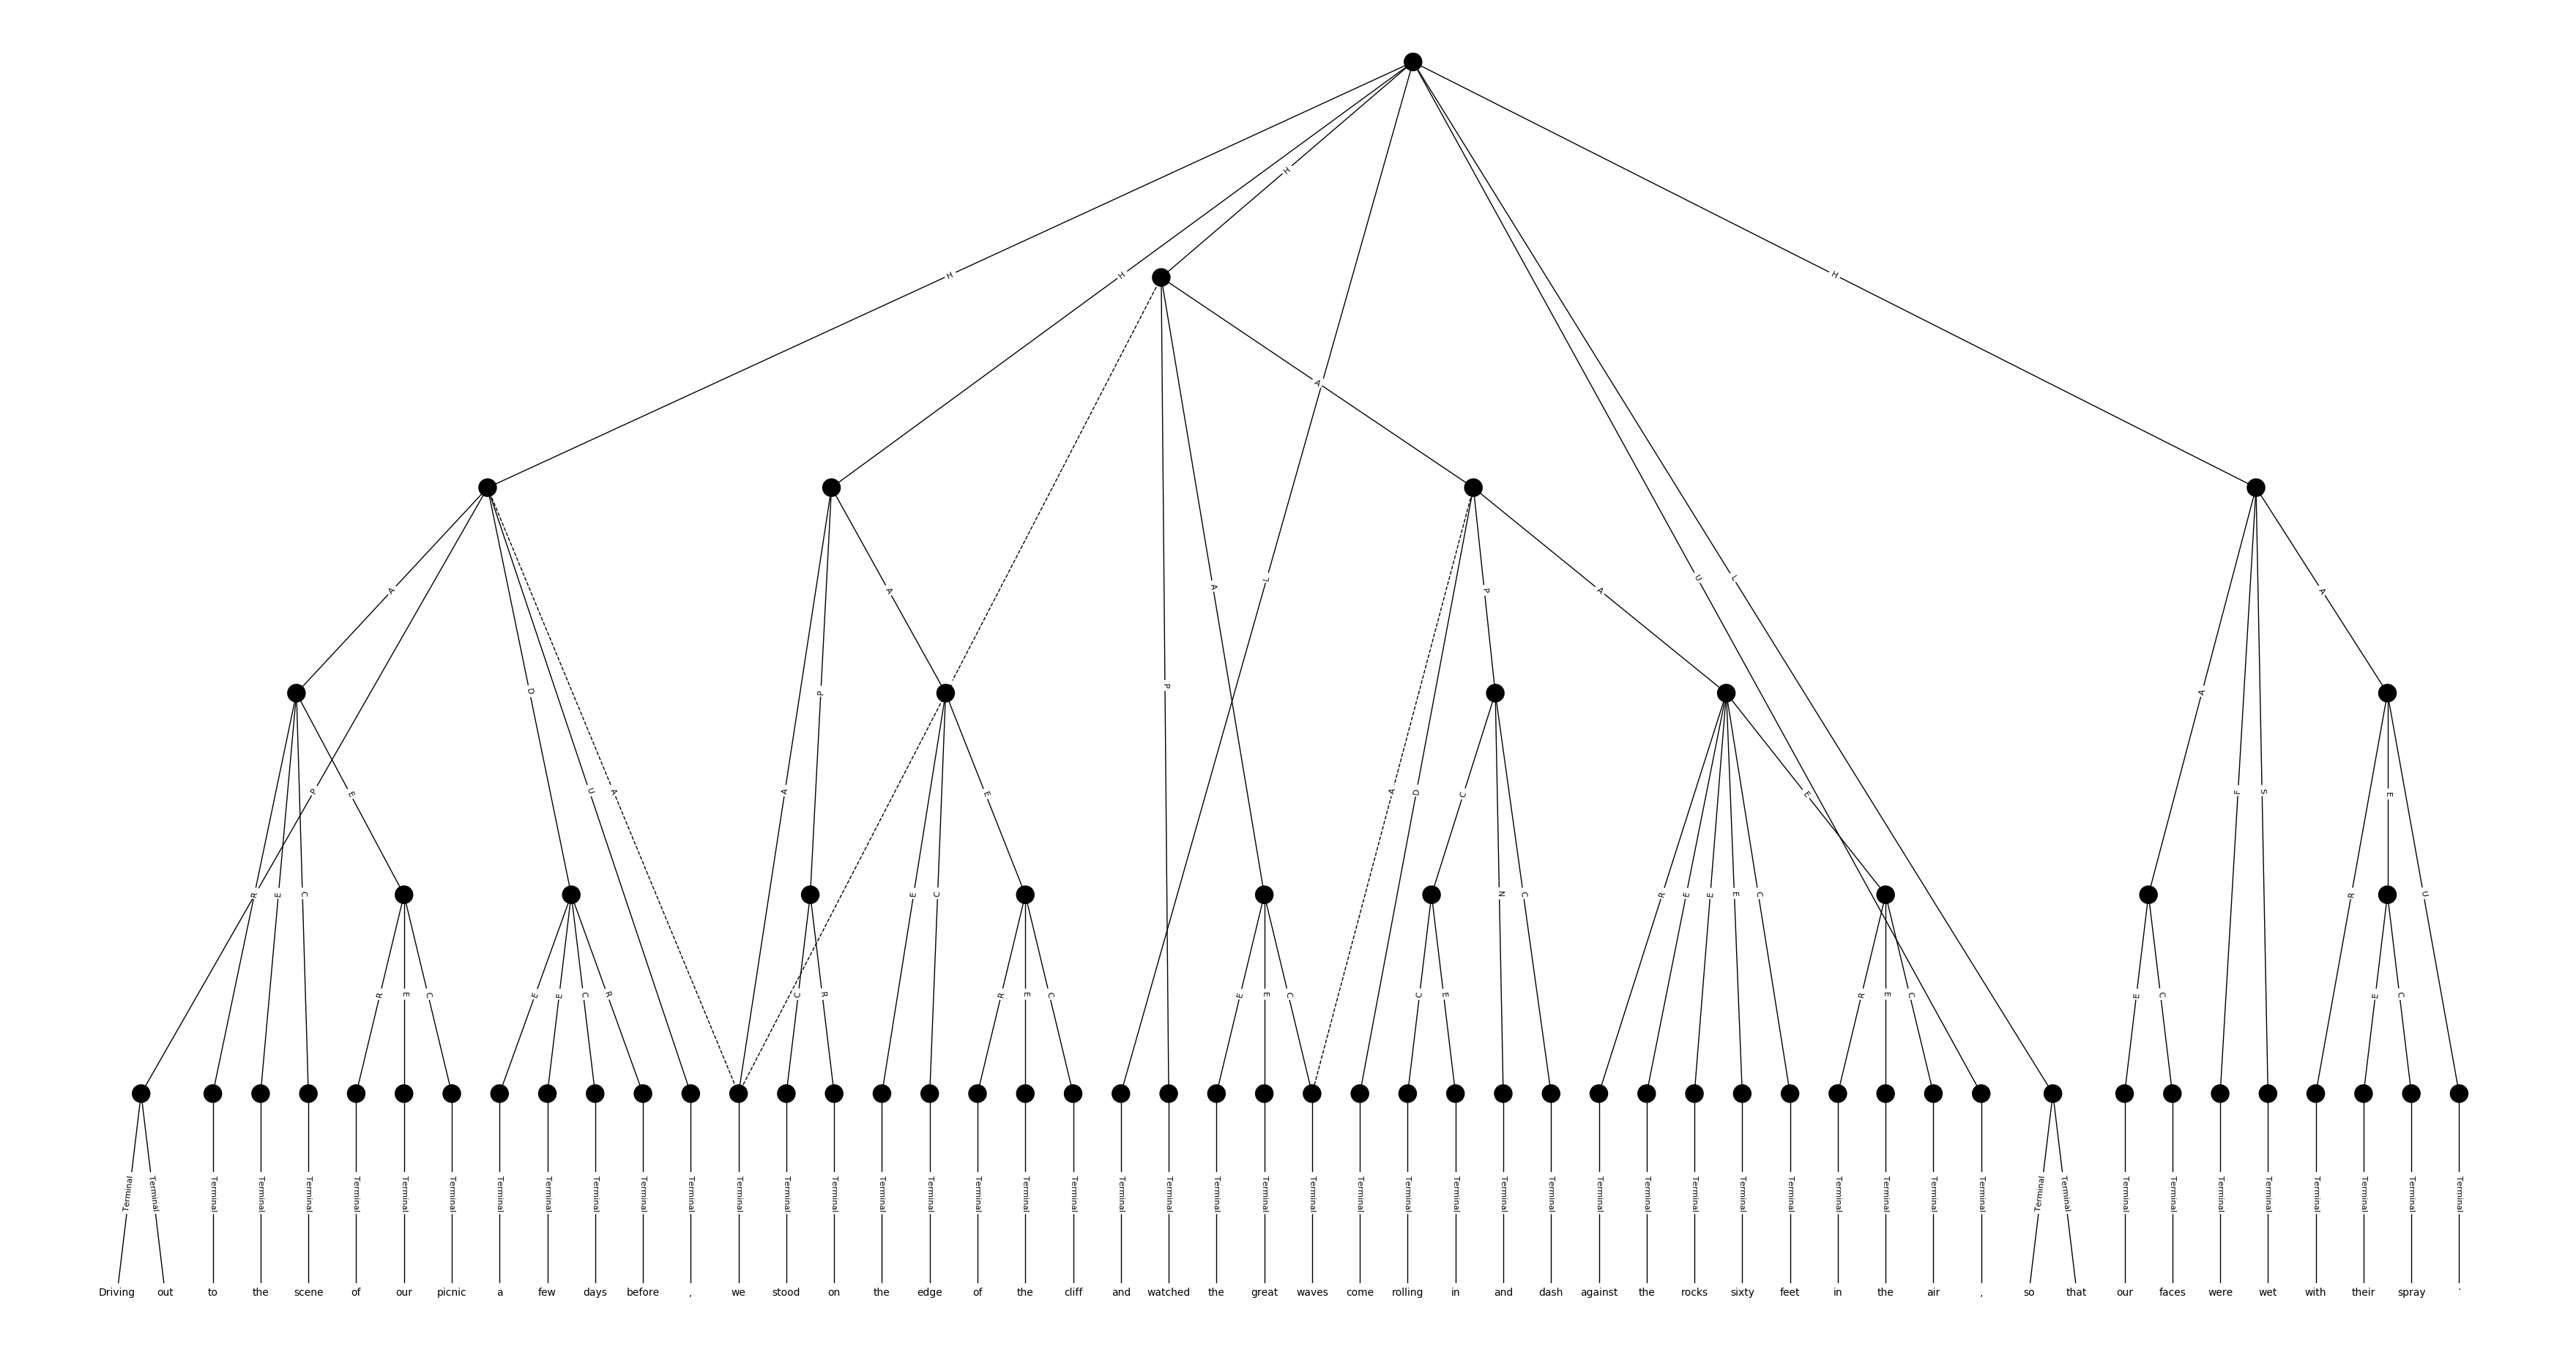 H
H H H
A
A A P A A
D P
L U L
P A
U A A P A D C E A F S E
P E E
R E C E C E C N C R E E E C R U
R E C E E C R C R R E C E E C C E R E C E C E C
Terminal Terminal Terminal Terminal Terminal Terminal Terminal Terminal Terminal Terminal Terminal Terminal Terminal Terminal Terminal Terminal Terminal Terminal Terminal Terminal Terminal Terminal Terminal Terminal Terminal Terminal Terminal Terminal Terminal Terminal Terminal Terminal Terminal Terminal Terminal Terminal Terminal Terminal Terminal Terminal Terminal Terminal Terminal Terminal Terminal Terminal Terminal Terminal Terminal Terminal
Driving out to the scene of our picnic a few days before , we stood on the edge of the cliff and watched the great waves come rolling in and dash against the rocks sixty feet in the air , so that our faces were wet with their spray .